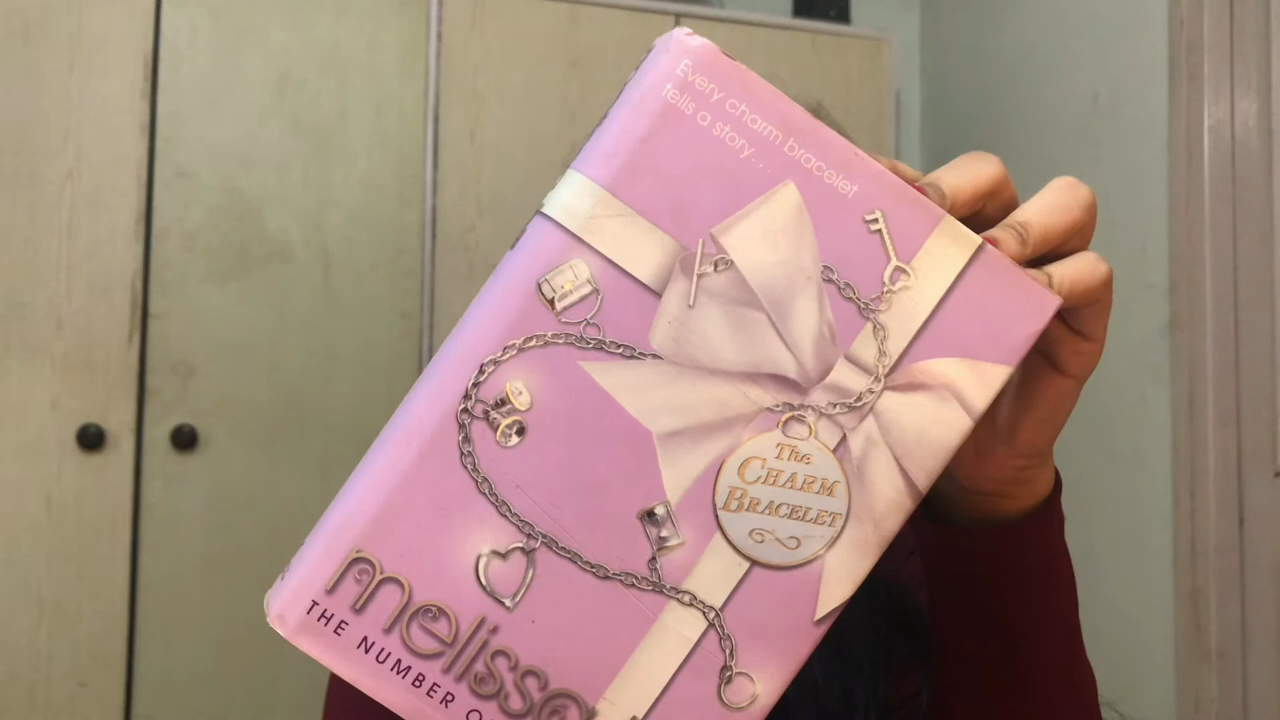 Every charm bracelet
tells a story...
The
CHARM
BRACELET
melissa
THE NUMBER